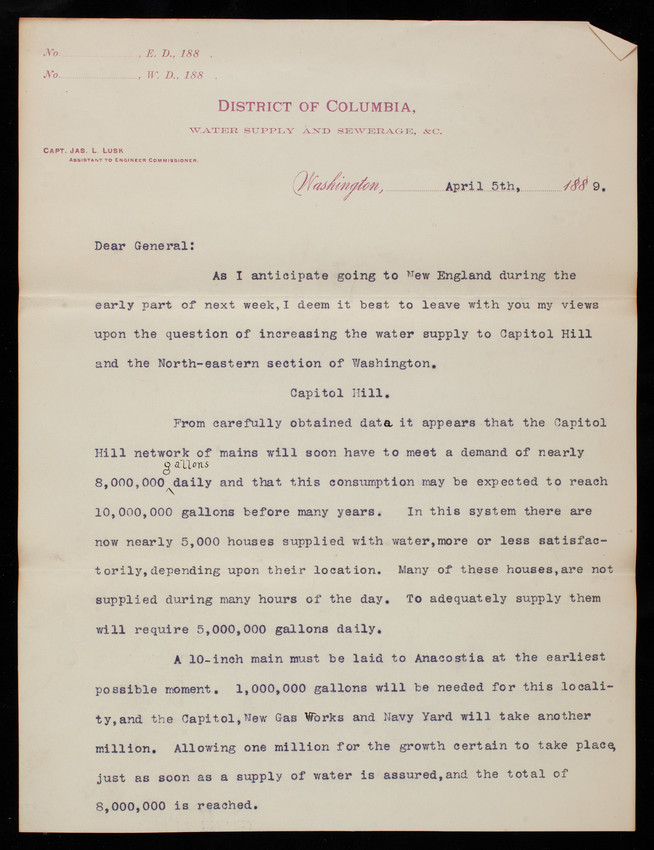 No. , E. D., 188 .
No. , W. D., 188 .
DISTRICT OF COLUMBIA,
WATER SUPPLY AND SEWERAGE, &C.
CAPT. JAS. L. LUSK
ASSISTANT TO ENGINEER COMMISSIONER.
Washington, April 5th, 188 9.
Dear General:
As I anticipate going to New England during the
early part of next week,I deem it best to leave with you my views
upon the question of increasing the water supply to Capitol Hill
and the North-eastern section of Washington.
Capitol Hill.
From carefully obtained data it appears that the Capitol
Hill network of mains will soon have to meet a demand of nearly
gallons
8,000,000 daily and that this consumption may be expected to reach
10,000,000 gallons before many years. In this system there are
now nearly 5,000 houses supplied with water,more or less satisfac-
torily,depending upon their location. Many of these houses,are not
supplied during many hours of the day. To adequately supply them
will require 5,000,000 gallons daily.
A 10-inch main must be laid to Anacostia at the earliest
possible moment. 1,000,000 gallons will be needed for this locali-
ty,and the Capitol,New Gas Works and Navy Yard will take another
million. Allowing one million for the growth certain to take place,
just as soon as a supply of water is assured,and the total of
8,000,000 is reached.